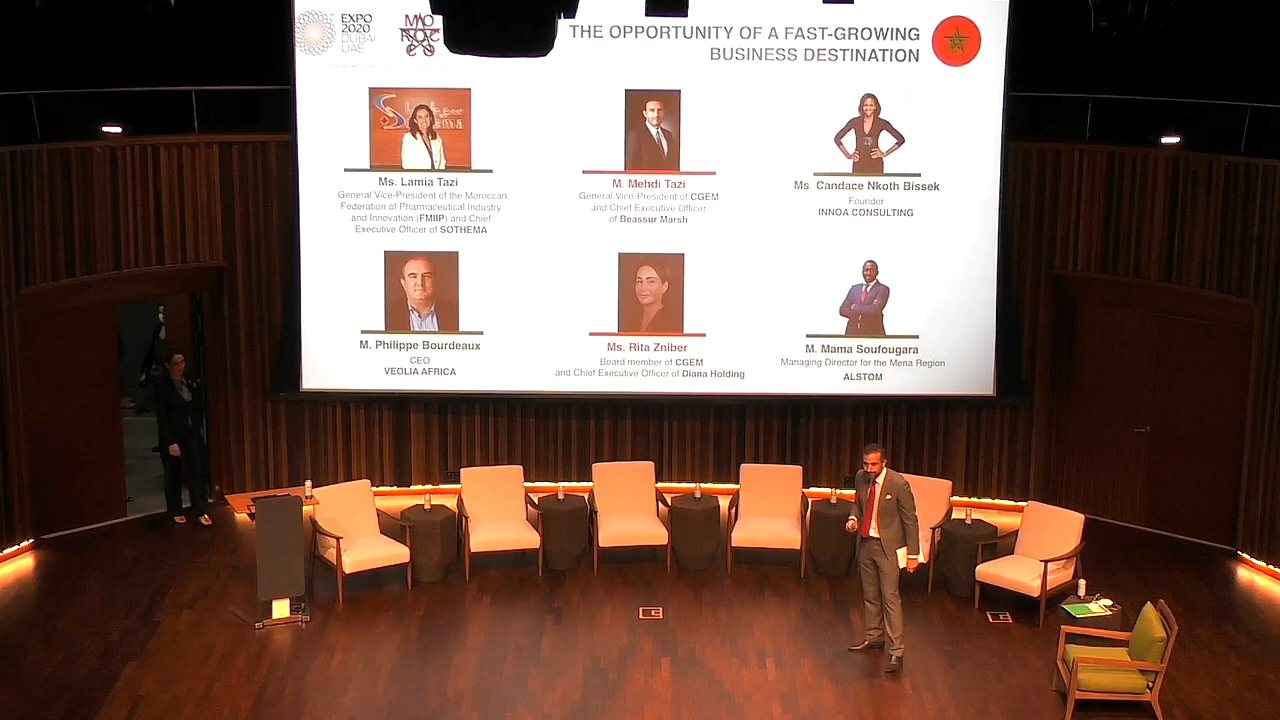 EXPO
2020
DUBAI
UAE
MO
ROC
CO
THE OPPORTUNITY OF A FAST-GROWING
BUSINESS DESTINATION
Ms. Lamia Tazi
General Vice-President of the Moroccan
Federation of Pharmaceutical Industry
and Innovation (FMIIP) and Chief
Executive Officer of SOTHEMA
M. Mehdi Tazi
General Vice-President of CGEM
and Chief Executive Officer
of Beassur Marsh
Ms. Candace Nkoth Bissek
Founder
INNOA CONSULTING
M. Philippe Bourdeaux
CEO
VEOLIA AFRICA
Ms. Rita Zniber
Board member of CGEM
and Chief Executive Officer of Diana Holding
M. Mama Soufougara
Managing Director for the Mena Region
ALSTOM